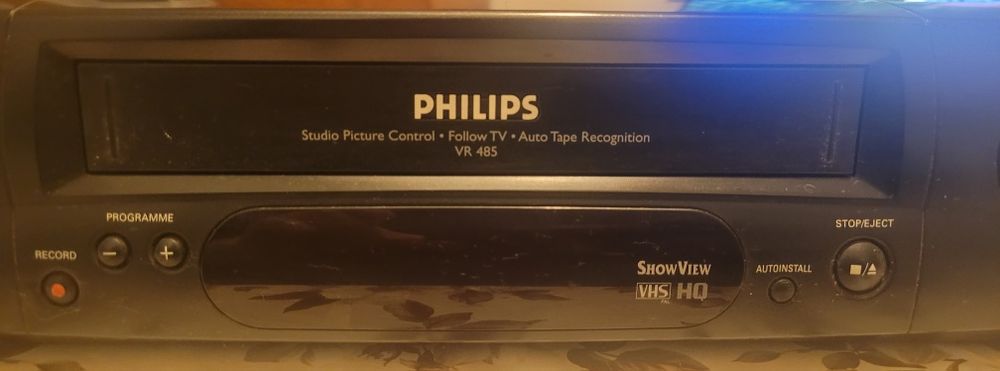 PHILIPS
Studio Picture Control • Follow TV • Auto Tape Recognition
VR 485
PROGRAMME
− +
RECORD
SHOWVIEW
VHS HQ
PAL
AUTOINSTALL
STOP/EJECT
■/▲